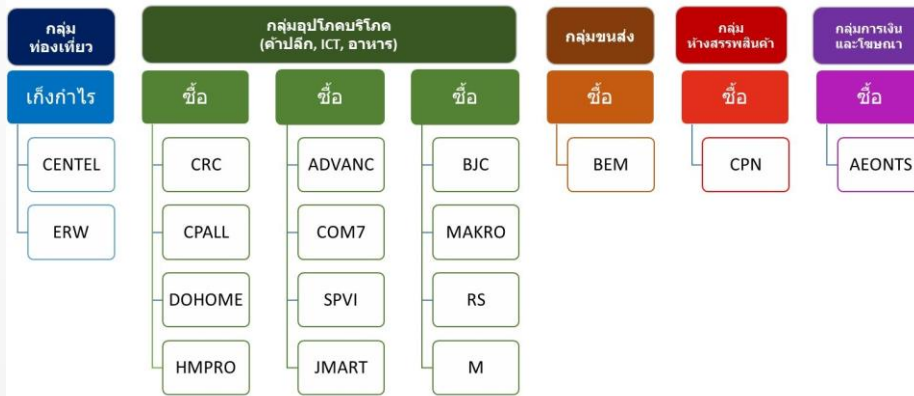 กลุ่ม
ท่องเที่ยว
เก็งกำไร
CENTEL
ERW
กลุ่มอุปโภคบริโภค
(ค้าปลีก, ICT, อาหาร)
ซื้อ
CRC
CPALL
DOHOME
HMPRO
ซื้อ
ADVANC
COM7
SPVI
JMART
ซื้อ
BJC
MAKRO
RS
M
กลุ่มขนส่ง
ซื้อ
BEM
กลุ่ม
ห้างสรรพสินค้า
ซื้อ
CPN
กลุ่มการเงิน
และโฆษณา
ซื้อ
AEONTS